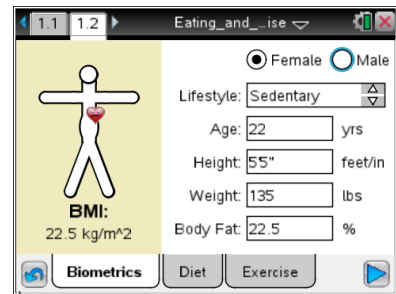 1.1 1.2 Eating_and_...ise
Female Male
Lifestyle: Sedentary
Age: 22 yrs
Height: 5'5" feet/in
Weight: 135 lbs
BMI:
22.5 kg/m^2
Body Fat: 22.5 %
Biometrics Diet Exercise